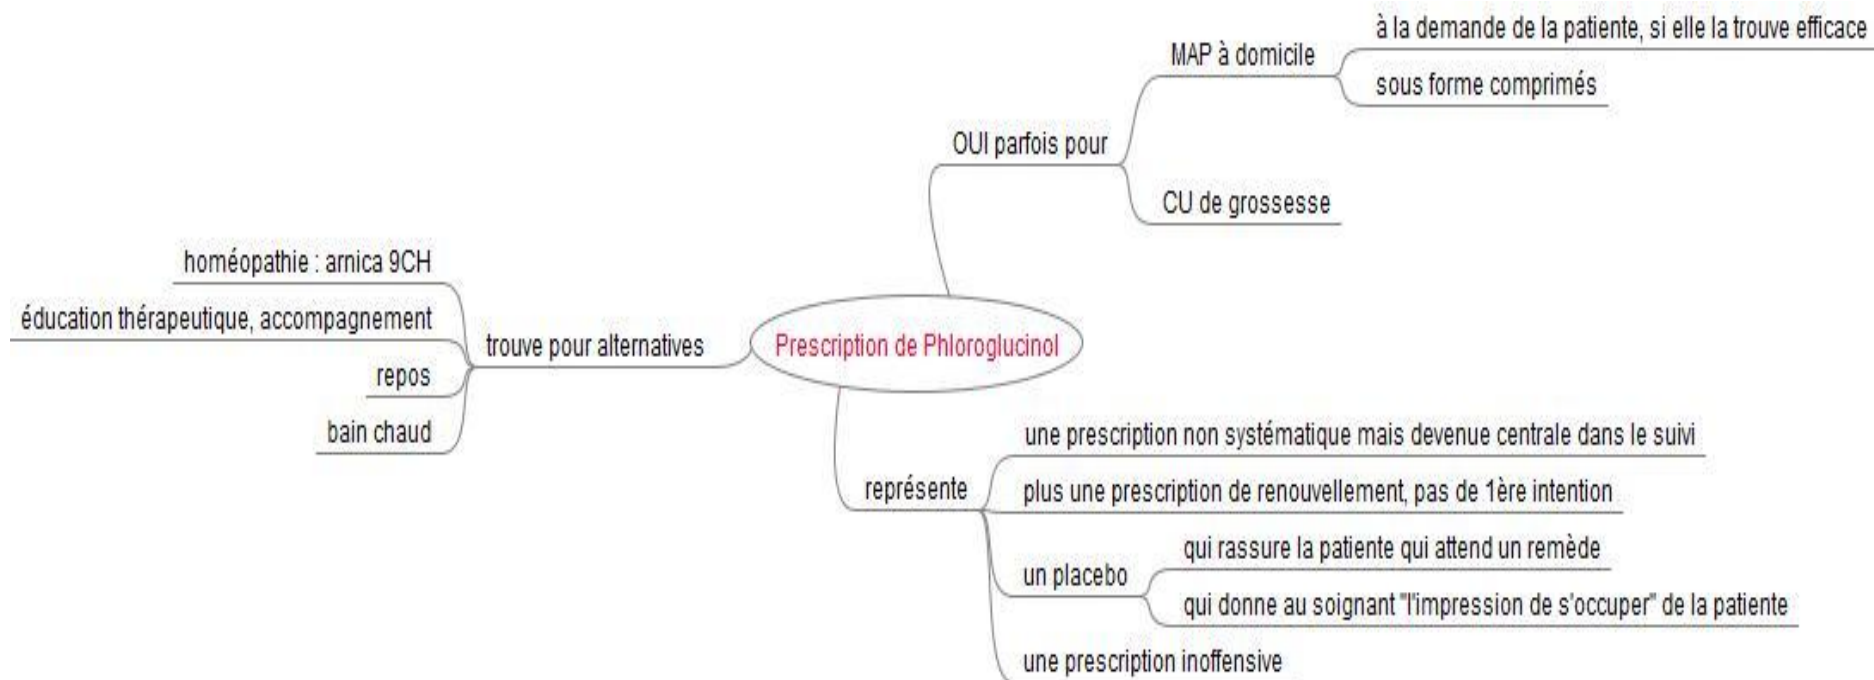 à la demande de la patiente, si elle la trouve efficace
MAP à domicile
sous forme comprimés
OUI parfois pour
CU de grossesse
homéopathie : arnica 9CH
éducation thérapeutique, accompagnement
trouve pour alternatives
repos
bain chaud
Prescription de Phloroglucinol
une prescription non systématique mais devenue centrale dans le suivi
représente
plus une prescription de renouvellement, pas de 1ère intention
qui rassure la patiente qui attend un remède
un placebo
qui donne au soignant "l'impression de s'occuper" de la patiente
une prescription inoffensive